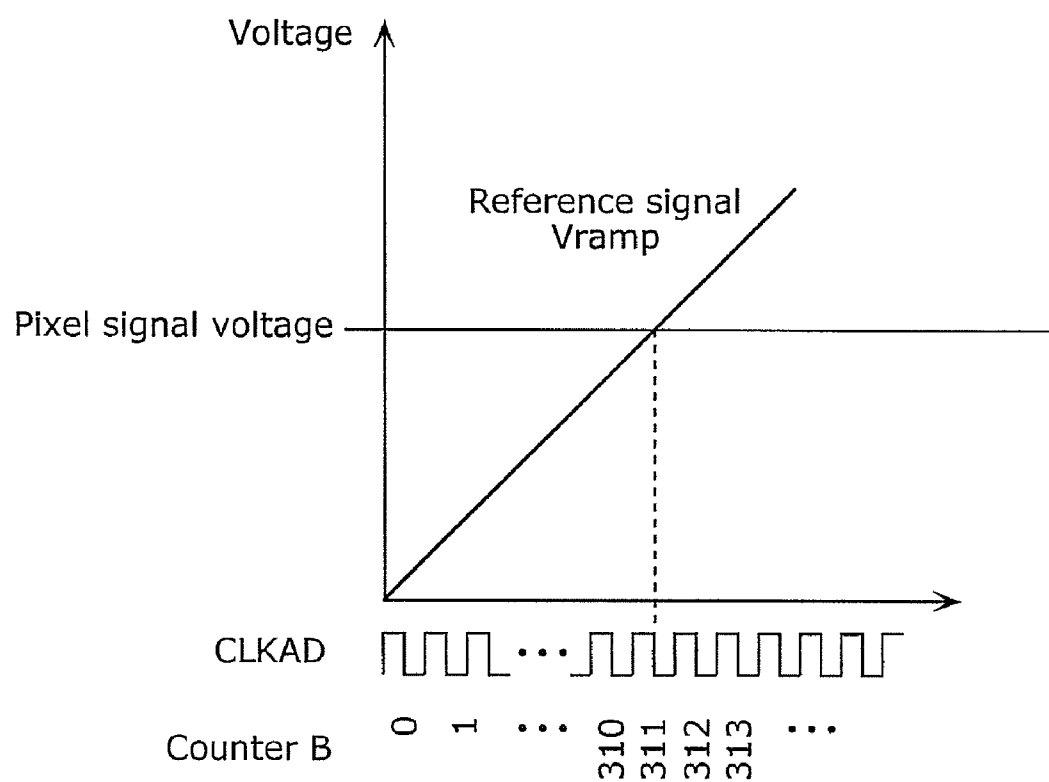 Voltage
Reference signal
Vramp
Pixel signal voltage
CLKAD ...
Counter B 0 1 ... 310 311 312 313 ...